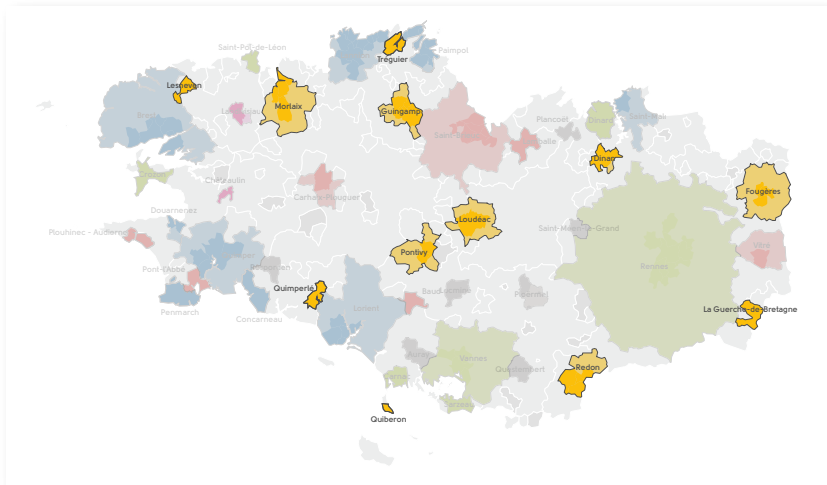 Saint-Pol-de-Léon
Paimpol
Tréguier
Lesneven
Morlaix
Guingamp
Plancoët
Dinard
Saint-Malo
Brest
Dinan
Châteaulin
Carhaix-Plouguer
Fougères
Douarnenez
Loudéac
Saint-Méen-le-Grand
Plouhinec - Audierne
Vitré
Pontivy
Pont-l'Abbé
Rennes
Quimperlé
Baud
Ploërmel
Penmarch
Concarneau
Lorient
La Guerche-de-Bretagne
Auray
Vannes
Questembert
Redon
Carnac
Sarzeau
Quiberon